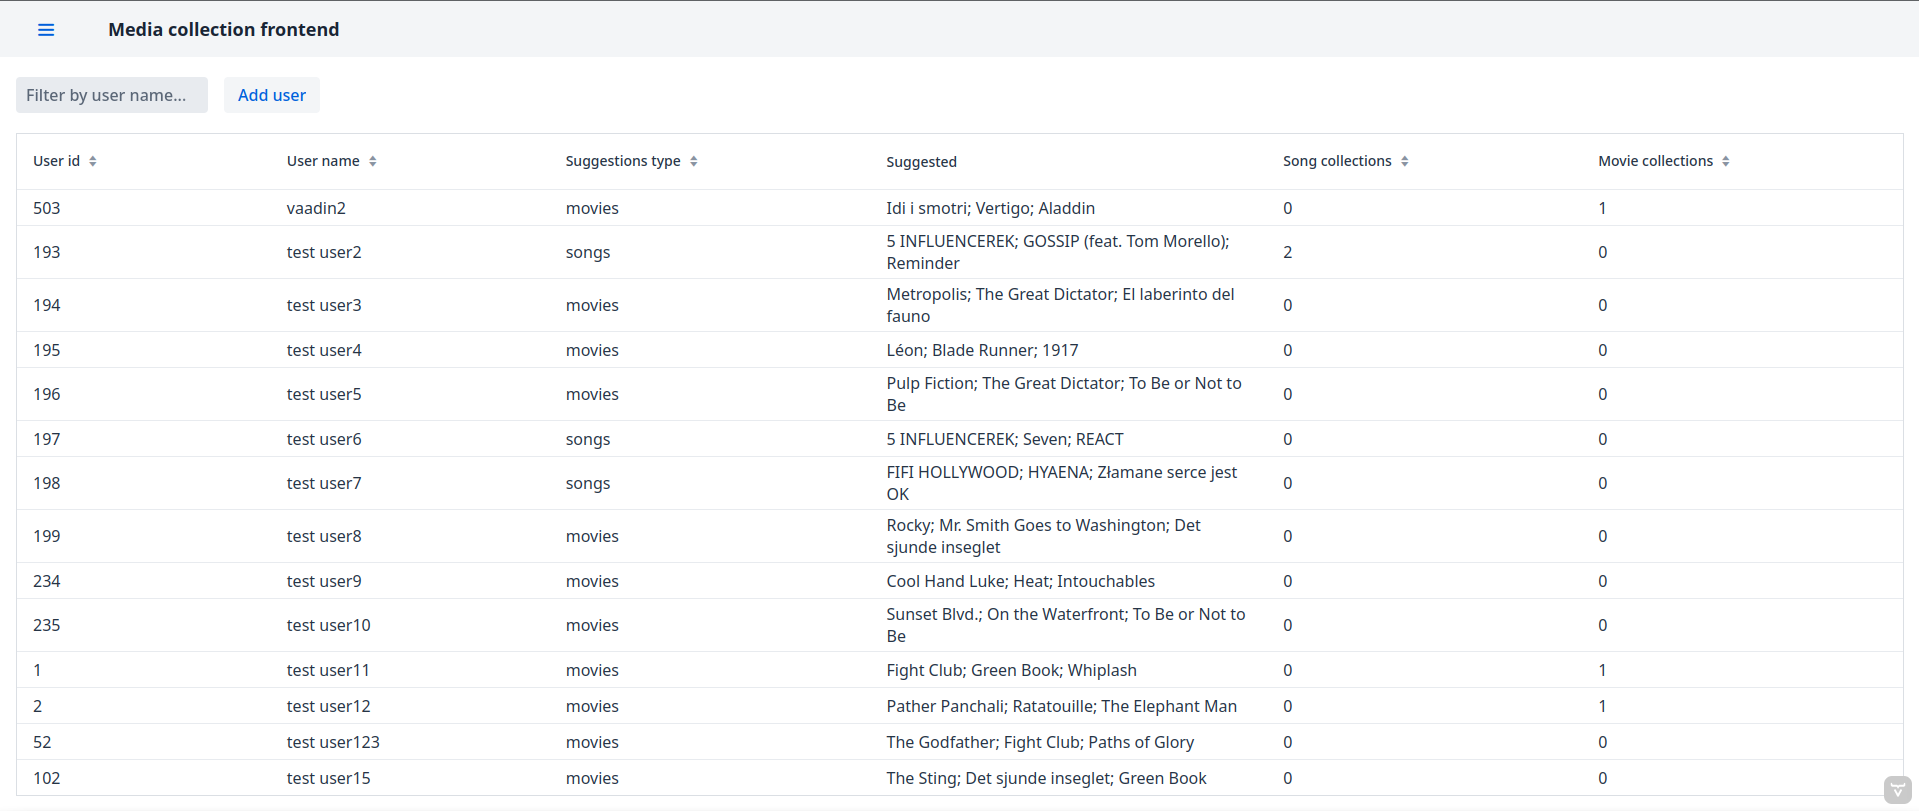 Media collection frontend
Filter by user name... Add user
User id User name Suggestions type Suggested Song collections Movie collections
503 vaadin2 movies Idi i smotri; Vertigo; Aladdin 0 1
193 test user2 songs 5 INFLUENCEREK; GOSSIP (feat. Tom Morello); 2 0
Reminder
194 test user3 movies Metropolis; The Great Dictator; El laberinto del 0 0
fauno
195 test user4 movies Léon; Blade Runner; 1917 0 0
196 test user5 movies Pulp Fiction; The Great Dictator; To Be or Not to 0 0
Be
197 test user6 songs 5 INFLUENCEREK; Seven; REACT 0 0
198 test user7 songs FIFI HOLLYWOOD; HYAENA; Złamane serce jest 0 0
OK
199 test user8 movies Rocky; Mr. Smith Goes to Washington; Det 0 0
sjunde inseglet
234 test user9 movies Cool Hand Luke; Heat; Intouchables 0 0
235 test user10 movies Sunset Blvd.; On the Waterfront; To Be or Not to 0 0
Be
1 test user11 movies Fight Club; Green Book; Whiplash 0 1
2 test user12 movies Pather Panchali; Ratatouille; The Elephant Man 0 1
52 test user123 movies The Godfather; Fight Club; Paths of Glory 0 0
102 test user15 movies The Sting; Det sjunde inseglet; Green Book 0 0